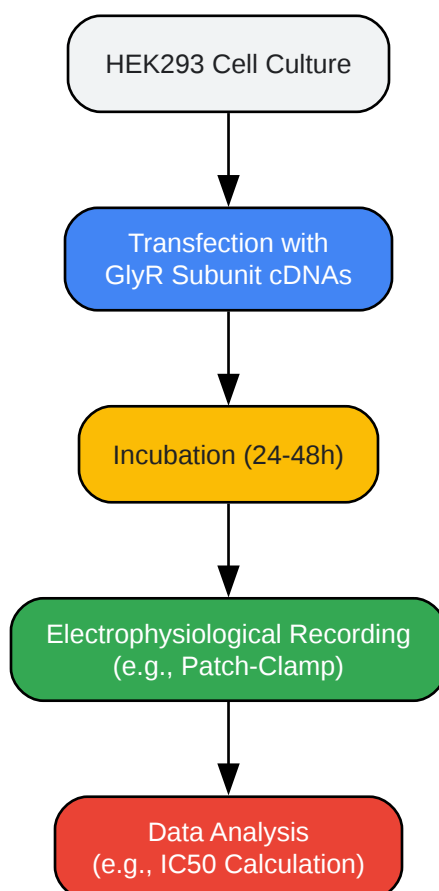 HEK293 Cell Culture
Transfection with
GlyR Subunit cDNAs
Incubation (24-48h)
Electrophysiological Recording
(e.g., Patch-Clamp)
Data Analysis
(e.g., IC50 Calculation)